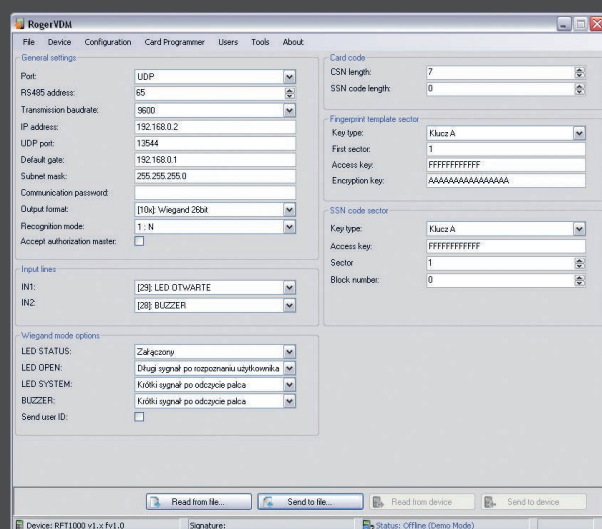 RogerVDM
File Device Configuration Card Programmer Users Tools About
General settings
Port: UDP
RS485 address: 65
Transmission baudrate: 9600
IP address: 192.168.0.2
UDP port: 13544
Default gate: 192.168.0.1
Subnet mask: 255.255.255.0
Communication password:
Output format: [10x]: Wiegand 26bit
Recognition mode: 1 : N
Accept authorization master:
Input lines
IN1: [29]: LED OTWARTE
IN2: [28]: BUZZER
Wiegand mode options
LED STATUS: Załączony
LED OPEN: Długi sygnał po rozpoznaniu użytkownika
LED SYSTEM: Krótki sygnał po odczycie palca
BUZZER: Krótki sygnał po odczycie palca
Send user ID:
Card code
CSN length: 7
SSN code length: 0
Fingerprint template sector
Key type: Klucz A
First sector: 1
Access key: FFFFFFFFFFFF
Encryption key: AAAAAAAAAAAAAAAA
SSN code sector
Key type: Klucz A
Access key: FFFFFFFFFFFF
Sector 1
Block number: 0
Read from file... Send to file... Read from device Send to device
Device: RFT1000 v1.x fv1.0 Signature: Status: Offline (Demo Mode)